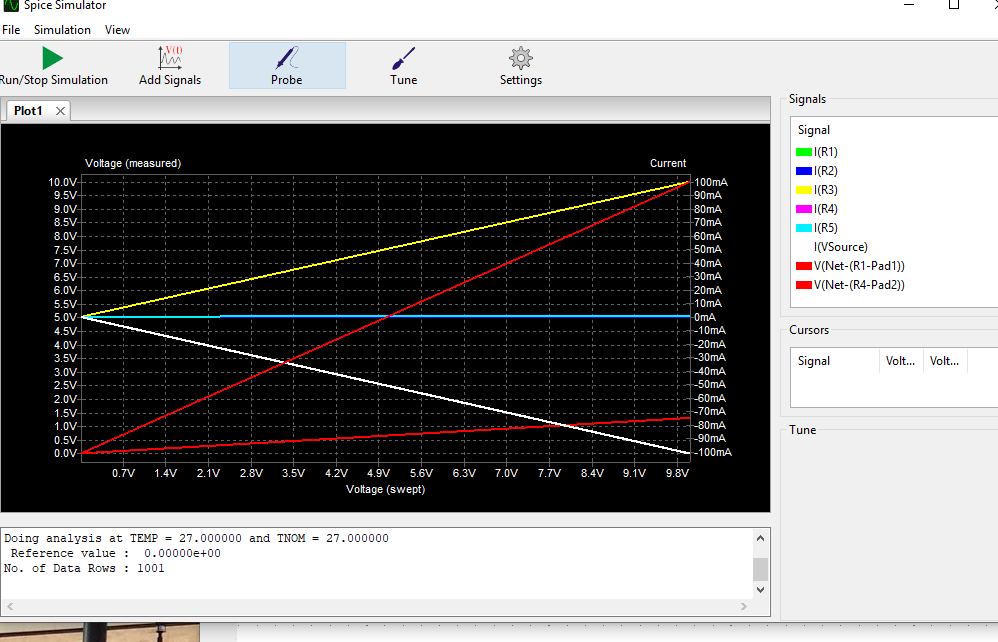 Spice Simulator
File Simulation View
Run/Stop Simulation Add Signals V(t) Probe Tune Settings
Plot1
Voltage (measured) Current
10.0V 100mA
9.5V 90mA
9.0V 80mA
8.5V 70mA
8.0V 60mA
7.5V 50mA
7.0V 40mA
6.5V 30mA
6.0V 20mA
5.5V 10mA
5.0V 0mA
4.5V -10mA
4.0V -20mA
3.5V -30mA
3.0V -40mA
2.5V -50mA
2.0V -60mA
1.5V -70mA
1.0V -80mA
0.5V -90mA
0.0V -100mA
0.7V 1.4V 2.1V 2.8V 3.5V 4.2V 4.9V 5.6V 6.3V 7.0V 7.7V 8.4V 9.1V 9.8V
Voltage (swept)
Signals
Signal
I(R1)
I(R2)
I(R3)
I(R4)
I(R5)
I(VSource)
V(Net-(R1-Pad1))
V(Net-(R4-Pad2))
Cursors
Signal Volt... Volt...
Tune
Doing analysis at TEMP = 27.000000 and TNOM = 27.000000
Reference value : 0.00000e+00
No. of Data Rows : 1001